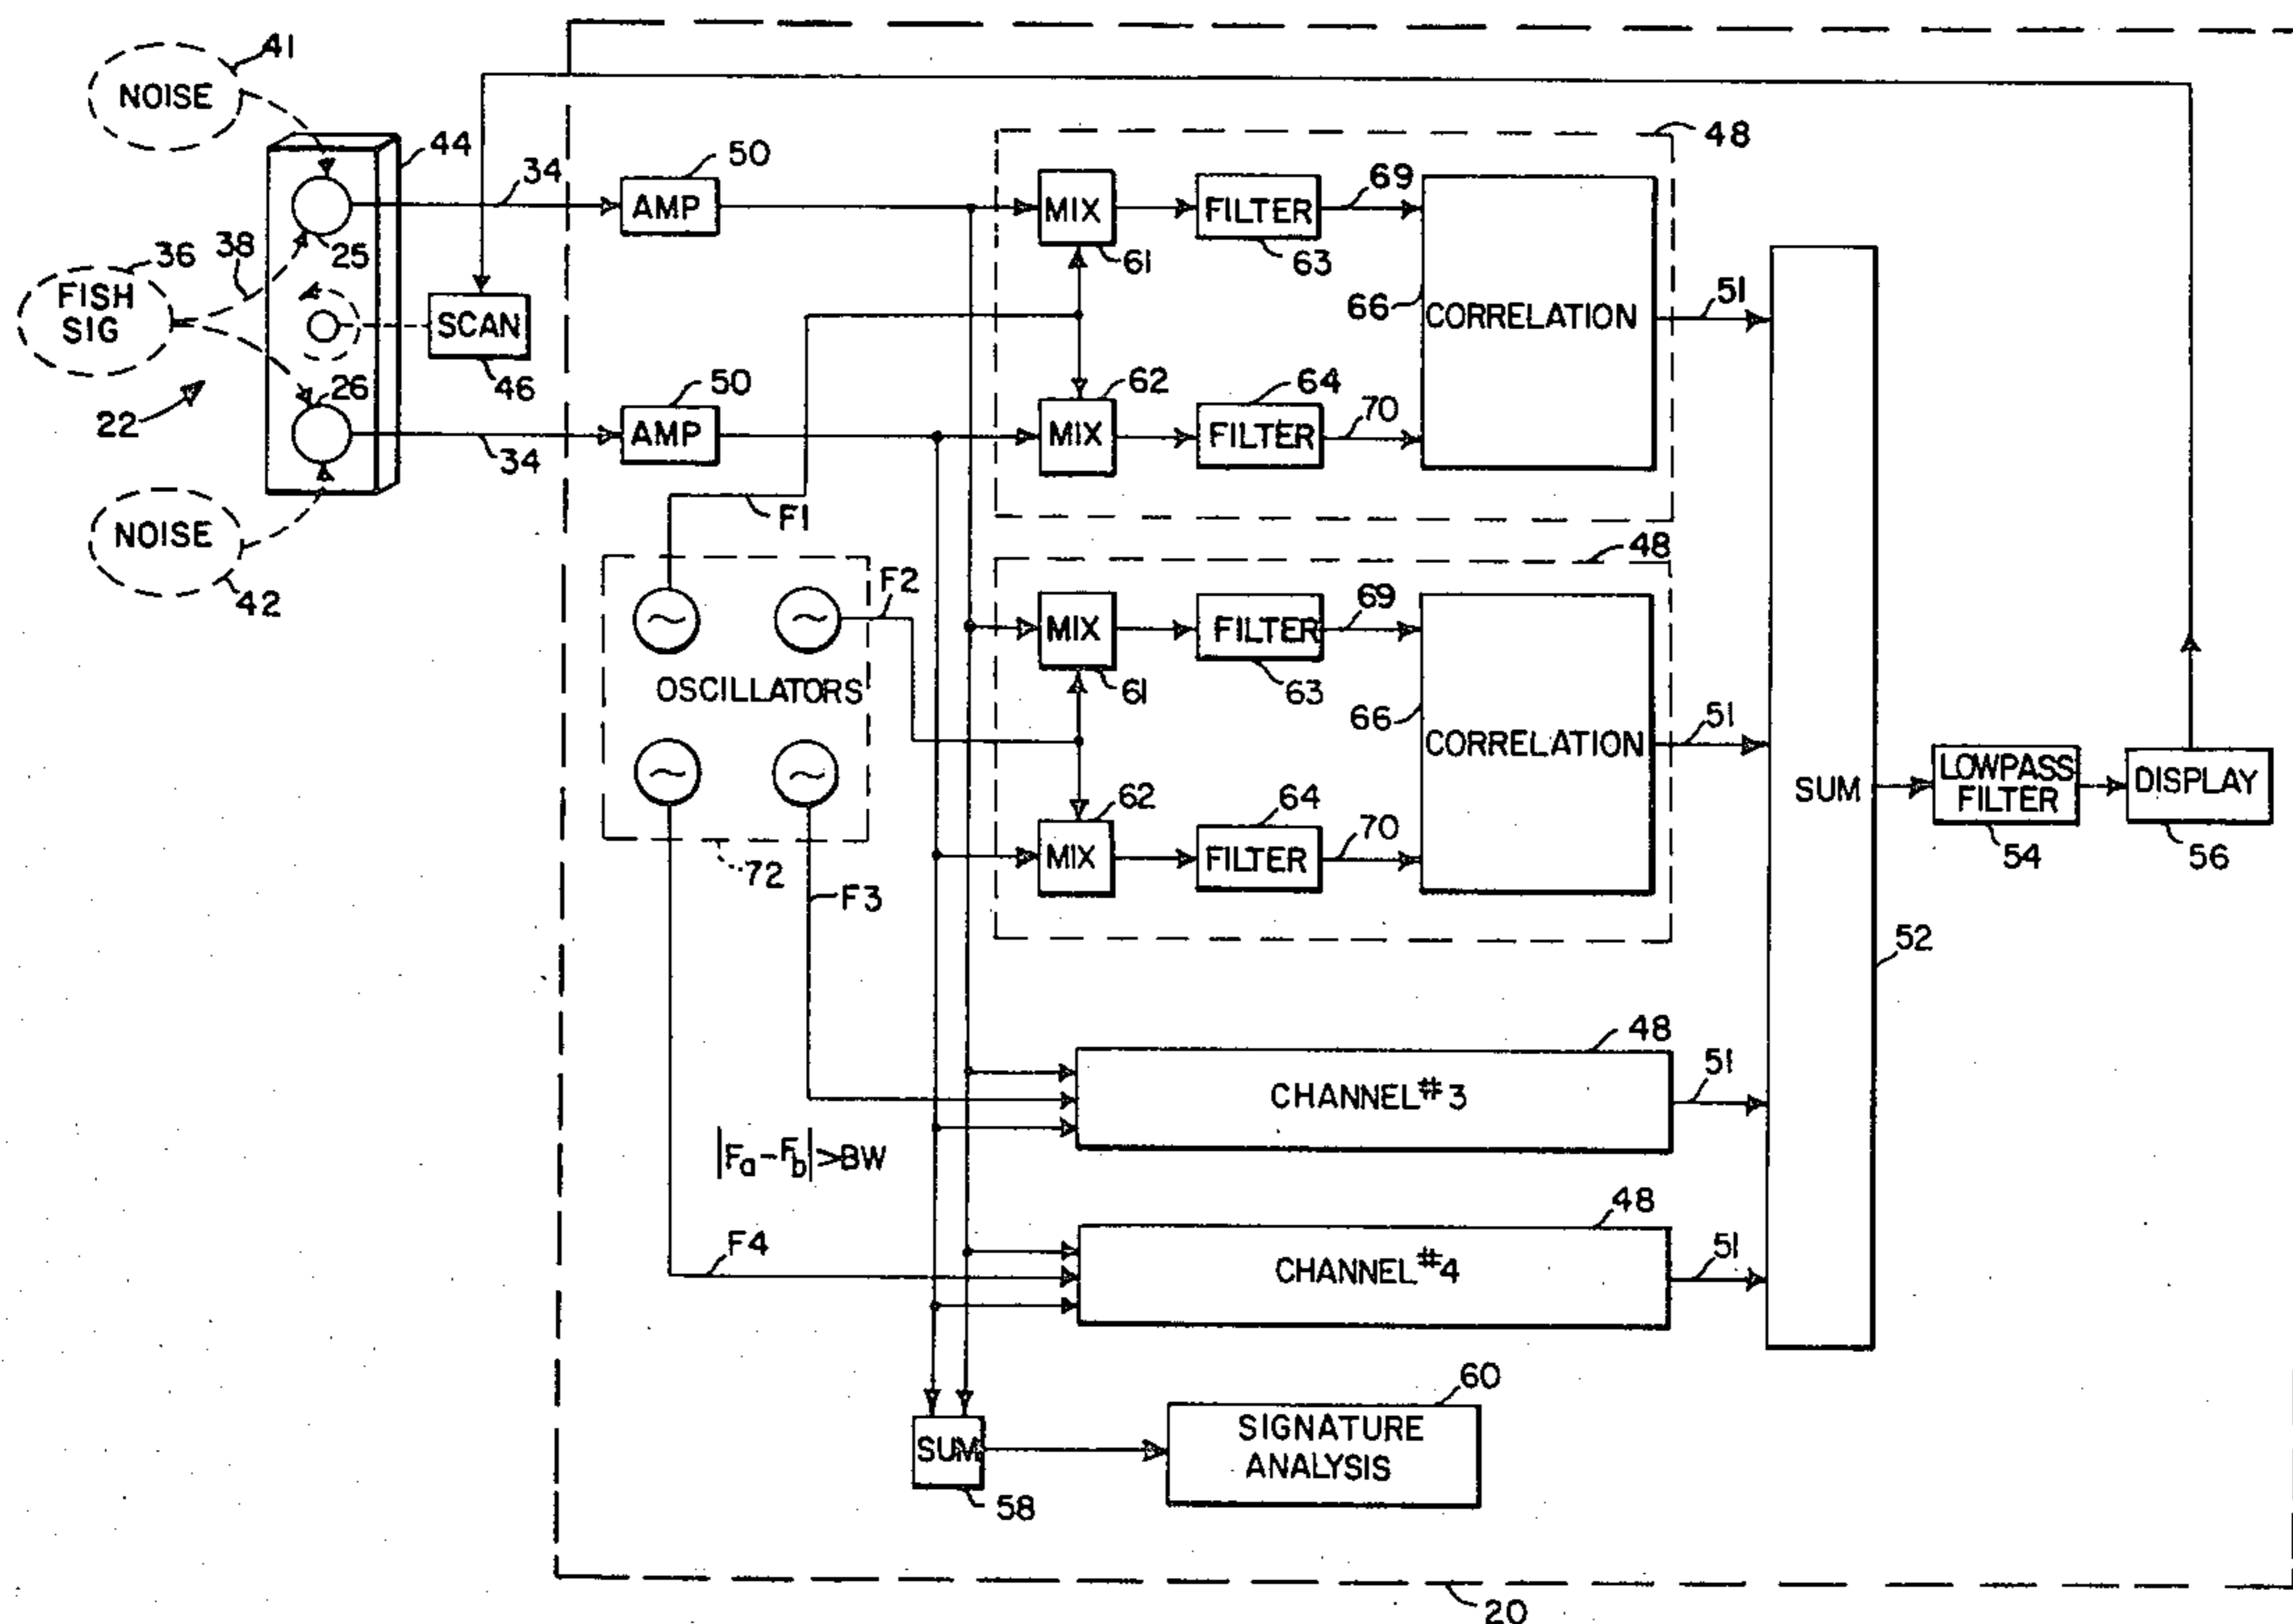 41
NOISE
44
34
50
AMP
48
MIX
FILTER
69
61
63
36
38
25
FISH
SIG
SCAN
46
66
CORRELATION
51
22
26
50
AMP
34
62
MIX
64
FILTER
70
F1
NOISE
42
F2
OSCILLATORS
72
F3
48
MIX
FILTER
69
61
63
66
CORRELATION
51
62
MIX
64
FILTER
70
SUM
52
LOWPASS
FILTER
54
DISPLAY
56
48
CHANNEL #3
51
|Fa-Fb|>BW
F4
48
CHANNEL #4
51
SUM
58
60
SIGNATURE
ANALYSIS
20